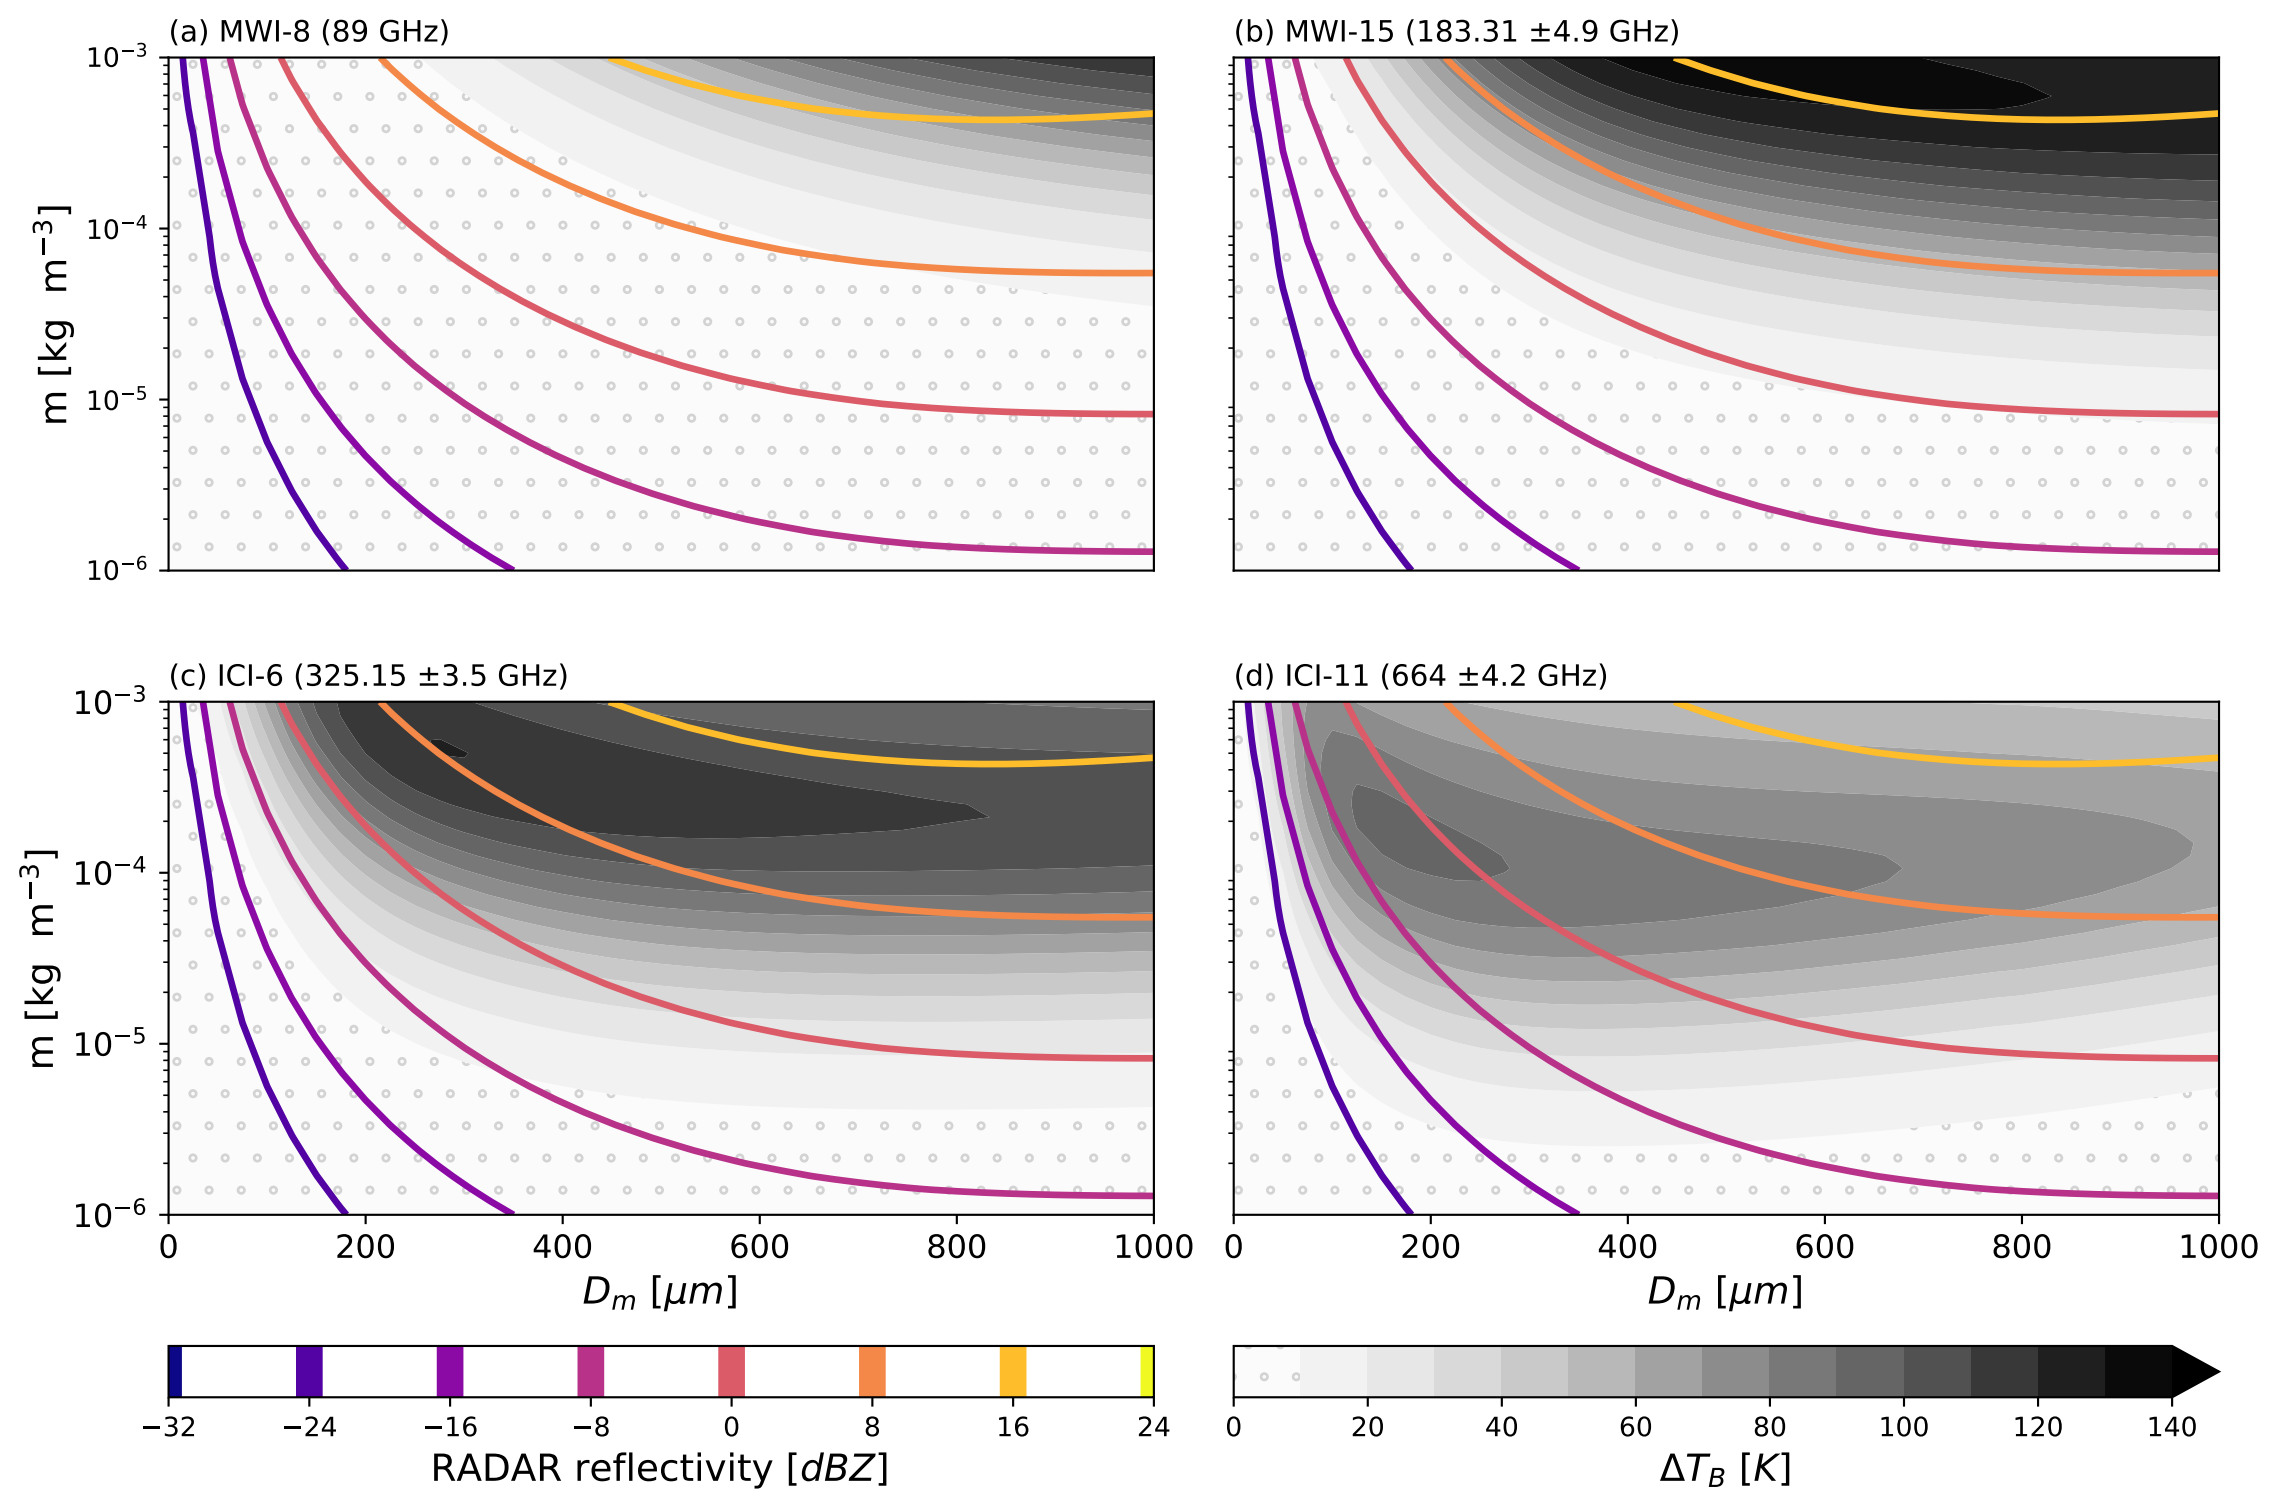 (a) MWI-8 (89 GHz)
(b) MWI-15 (183.31 ±4.9 GHz)
10⁻³
10⁻⁴
10⁻⁵
10⁻⁶
m [kg m⁻³]
(c) ICI-6 (325.15 ±3.5 GHz)
(d) ICI-11 (664 ±4.2 GHz)
10⁻³
10⁻⁴
10⁻⁵
10⁻⁶
m [kg m⁻³]
0 200 400 600 800 1000
0 200 400 600 800 1000
Dₘ [μm]
Dₘ [μm]
−32 −24 −16 −8 0 8 16 24
RADAR reflectivity [dBZ]
0 20 40 60 80 100 120 140
ΔT_B [K]